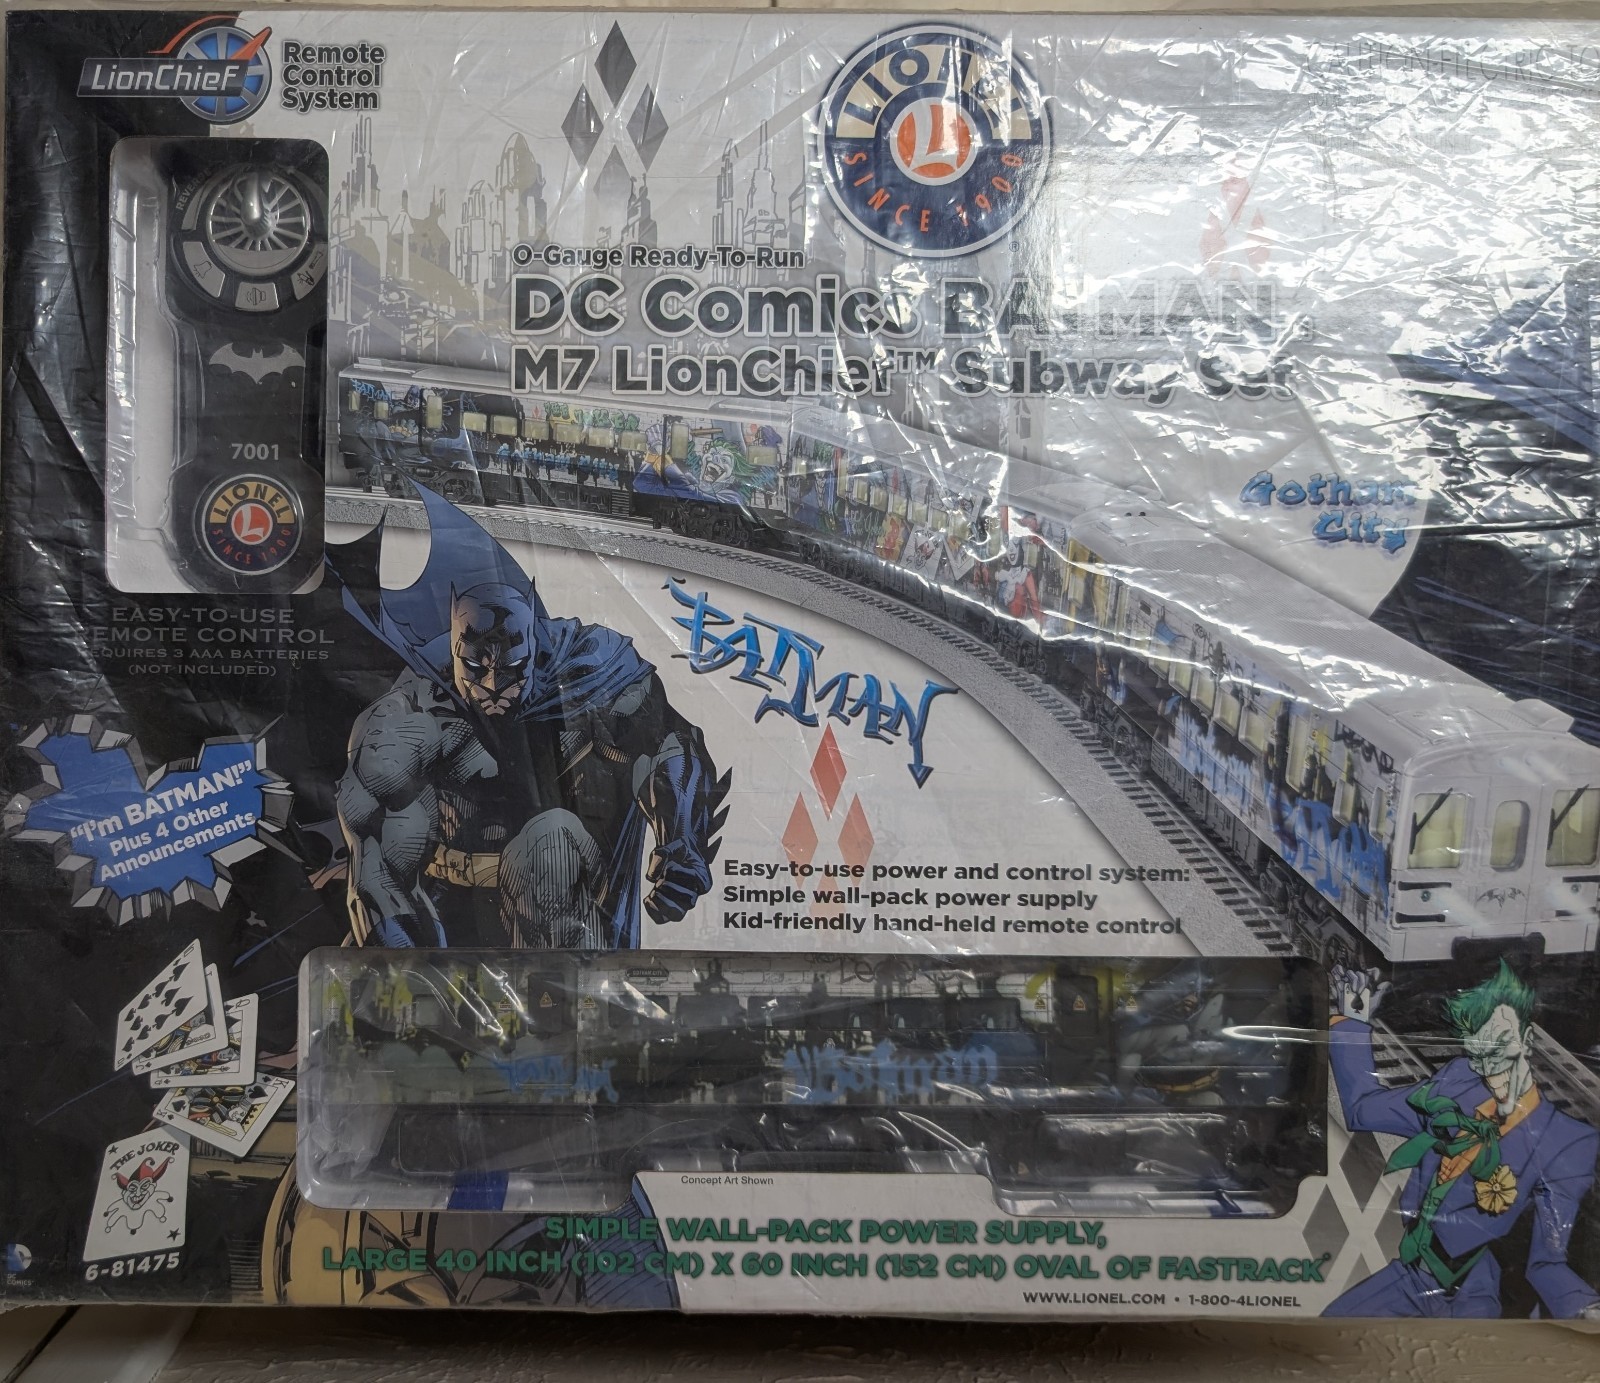 LionChief
Remote
Control
System
LIONEL
L
SINCE 1900
®
O-Gauge Ready-To-Run
DC Comics BATMAN
M7 LionChief™ Subway Set
7001
LIONEL
L
SINCE 1900
Gotham
City
EASY-TO-USE
REMOTE CONTROL
REQUIRES 3 AAA BATTERIES
(NOT INCLUDED)
BATMAN
"I'm BATMAN!"
Plus 4 Other
Announcements
Easy-to-use power and control system:
Simple wall-pack power supply
Kid-friendly hand-held remote control
Batman
THE JOKER
Concept Art Shown
SIMPLE WALL-PACK POWER SUPPLY,
LARGE 40 INCH (102 CM) X 60 INCH (152 CM) OVAL OF FASTRACK®
DC
COMICS
6-81475
WWW.LIONEL.COM • 1-800-4LIONEL